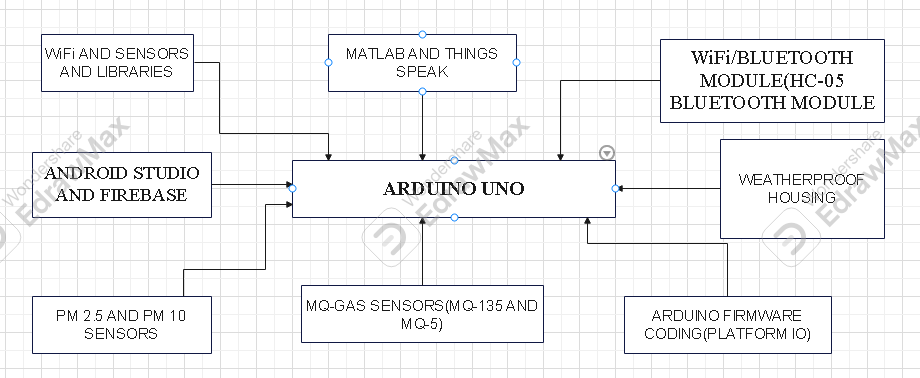 WiFi AND SENSORS
AND LIBRARIES
MATLAB AND THINGS
SPEAK
WiFi/BLUETOOTH
MODULE(HC-05
BLUETOOTH MODULE
ANDROID STUDIO
AND FIREBASE
ARDUINO UNO
WEATHERPROOF
HOUSING
PM 2.5 AND PM 10
SENSORS
MQ-GAS SENSORS(MQ-135 AND
MQ-5)
ARDUINO FIRMWARE
CODING(PLATFORM IO)
Wondershare
EdrawMax
Wondershare
EdrawMax
Wondershare
EdrawMax